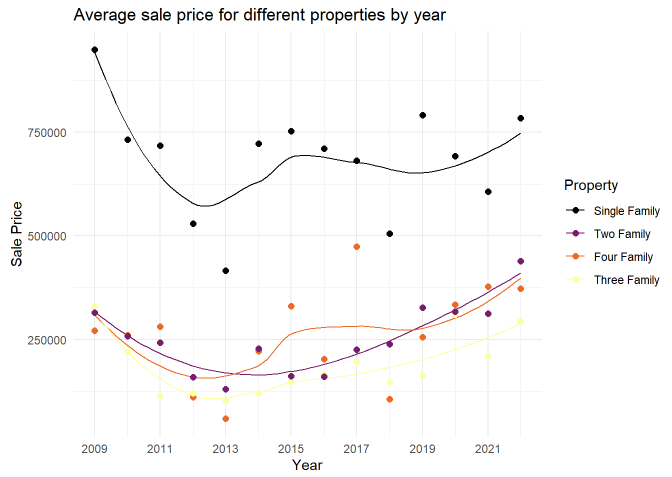 Average sale price for different properties by year
750000
500000
250000
Sale Price
2009 2011 2013 2015 2017 2019 2021
Year
Property
Single Family
Two Family
Four Family
Three Family